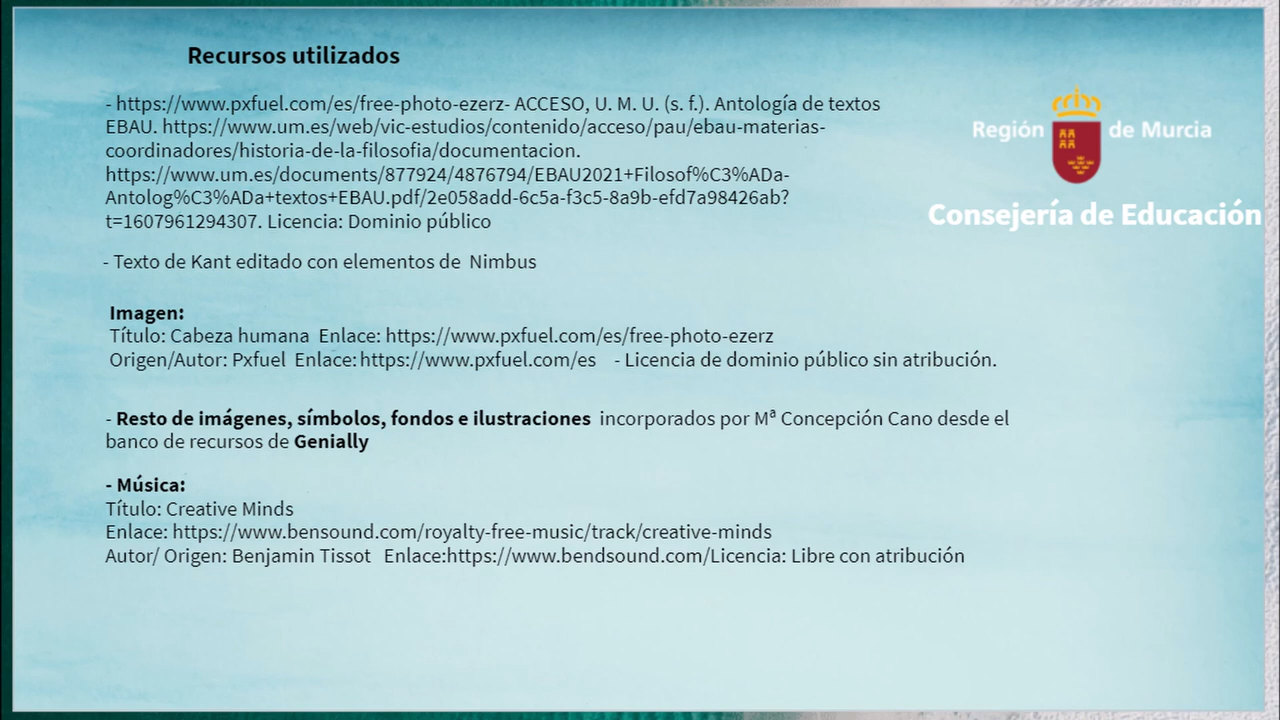 Recursos utilizados
- https://www.pxfuel.com/es/free-photo-ezerz- ACCESO, U. M. U. (s. f.). Antología de textos
EBAU. https://www.um.es/web/vic-estudios/contenido/acceso/pau/ebau-materias-
coordinadores/historia-de-la-filosofia/documentacion.
https://www.um.es/documents/877924/4876794/EBAU2021+Filosof%C3%ADa-
Antolog%C3%ADa+textos+EBAU.pdf/2e058add-6c5a-f3c5-8a9b-efd7a98426ab?
t=1607961294307. Licencia: Dominio público
- Texto de Kant editado con elementos de Nimbus
Imagen:
Título: Cabeza humana Enlace: https://www.pxfuel.com/es/free-photo-ezerz
Origen/Autor: Pxfuel Enlace: https://www.pxfuel.com/es - Licencia de dominio público sin atribución.
- Resto de imágenes, símbolos, fondos e ilustraciones incorporados por Mª Concepción Cano desde el
banco de recursos de Genially
- Música:
Título: Creative Minds
Enlace: https://www.bensound.com/royalty-free-music/track/creative-minds
Autor/ Origen: Benjamin Tissot Enlace:https://www.bendsound.com/Licencia: Libre con atribución
Región de Murcia
Consejería de Educación